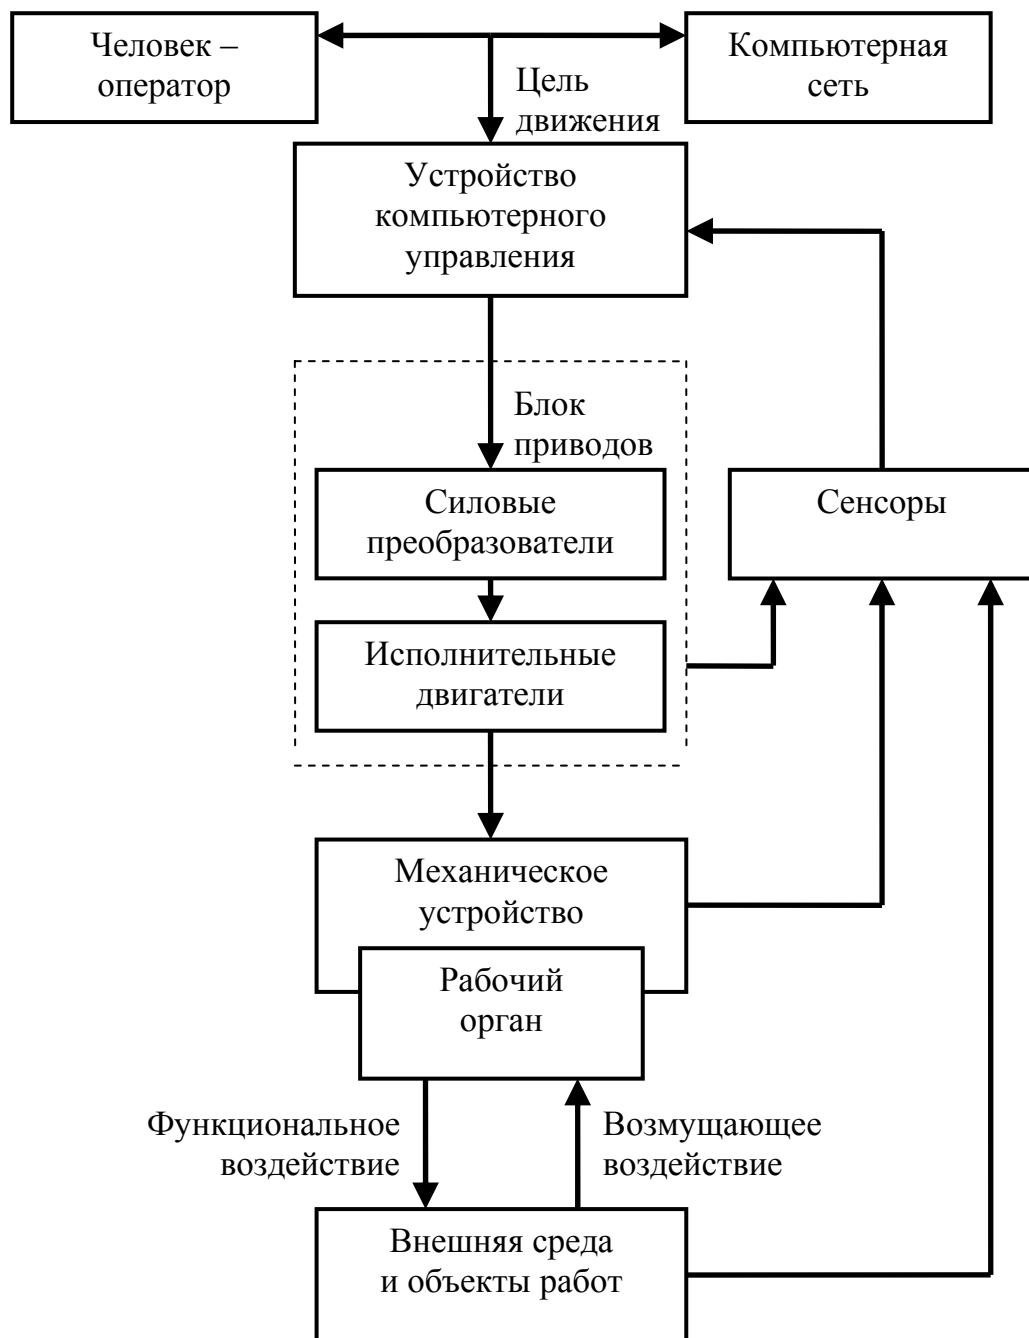 Человек –
оператор
Компьютерная
сеть
Цель
движения
Устройство
компьютерного
управления
Блок
приводов
Силовые
преобразователи
Сенсоры
Исполнительные
двигатели
Механическое
устройство
Рабочий
орган
Функциональное
воздействие
Возмущающее
воздействие
Внешняя среда
и объекты работ